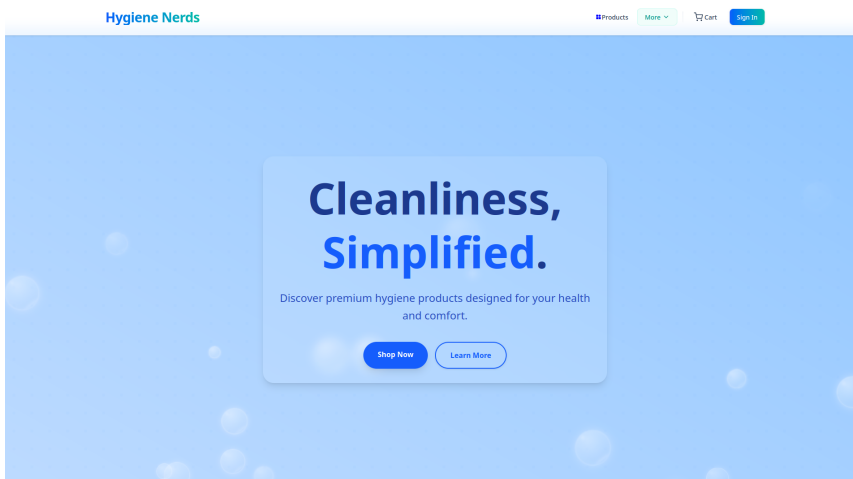 Hygiene Nerds
Products
More
Cart
Sign In
Cleanliness,
Simplified.
Discover premium hygiene products designed for your health
and comfort.
Shop Now
Learn More